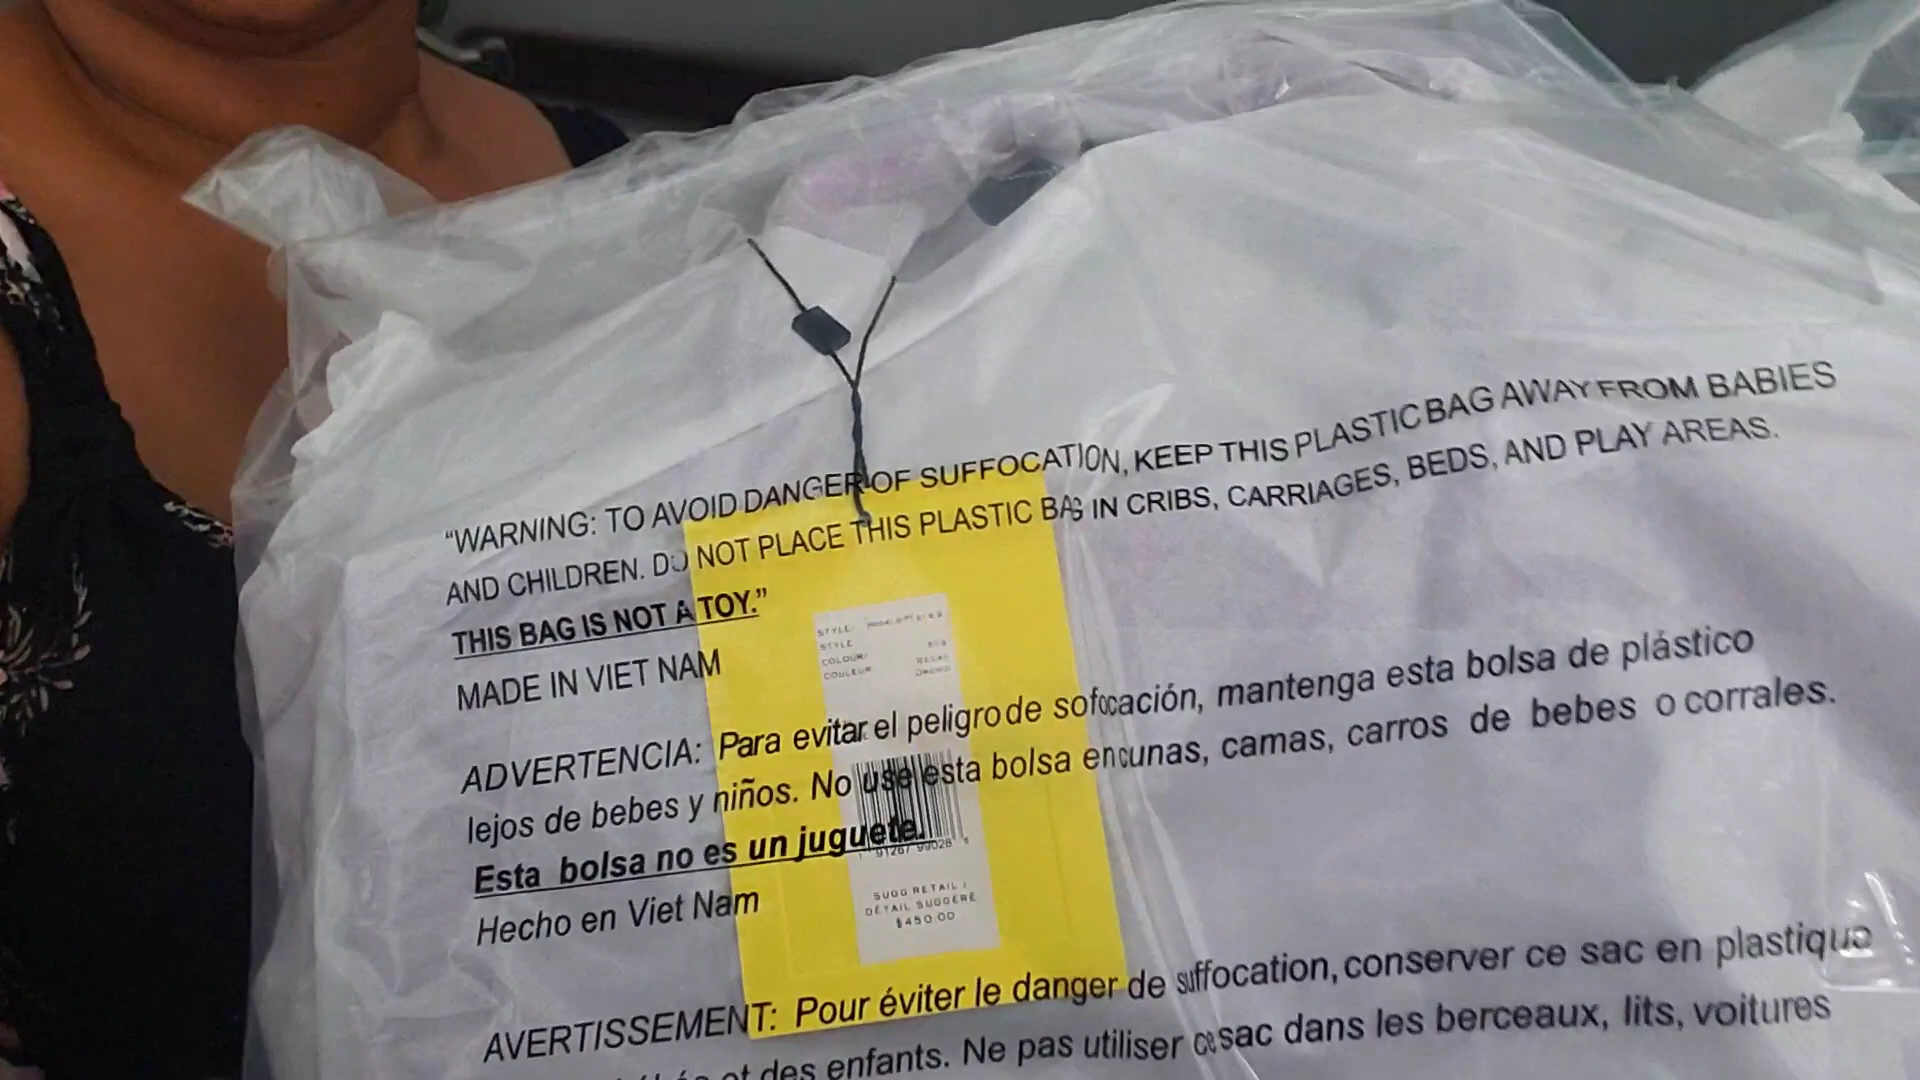 “WARNING: TO AVOID DANGER OF SUFFOCATION, KEEP THIS PLASTIC BAG AWAY FROM BABIES
AND CHILDREN. DO NOT PLACE THIS PLASTIC BAG IN CRIBS, CARRIAGES, BEDS, AND PLAY AREAS.
THIS BAG IS NOT A TOY.”
MADE IN VIET NAM
STYLE:
STYLE
COLOUR/
COULEUR
ADVERTENCIA: Para evitar el peligro de sofocación, mantenga esta bolsa de plástico
lejos de bebes y niños. No use esta bolsa en cunas, camas, carros de bebes o corrales.
Esta bolsa no es un juguete.
Hecho en Viet Nam
SUGG RETAIL /
DÉTAIL SUGGÉRÉ
$450.00
AVERTISSEMENT: Pour éviter le danger de suffocation, conserver ce sac en plastique
et des enfants. Ne pas utiliser ce sac dans les berceaux, lits, voitures